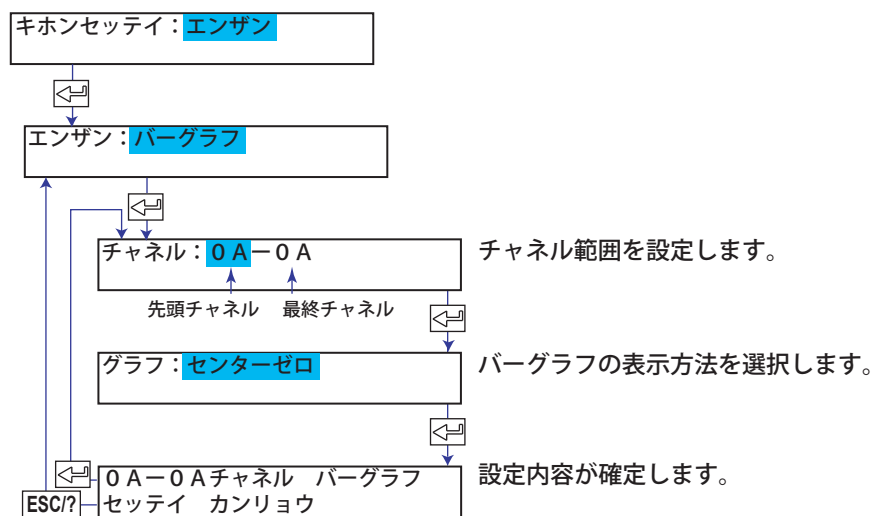 キホンセッテイ：エンザン
エンザン：バーグラフ
チャネル：０Ａ－０Ａ
チャネル範囲を設定します。
先頭チャネル　最終チャネル
グラフ：センターゼロ
バーグラフの表示方法を選択します。
０Ａ－０Ａチャネル　バーグラフ
設定内容が確定します。
ESC/?
セッテイ　カンリョウ